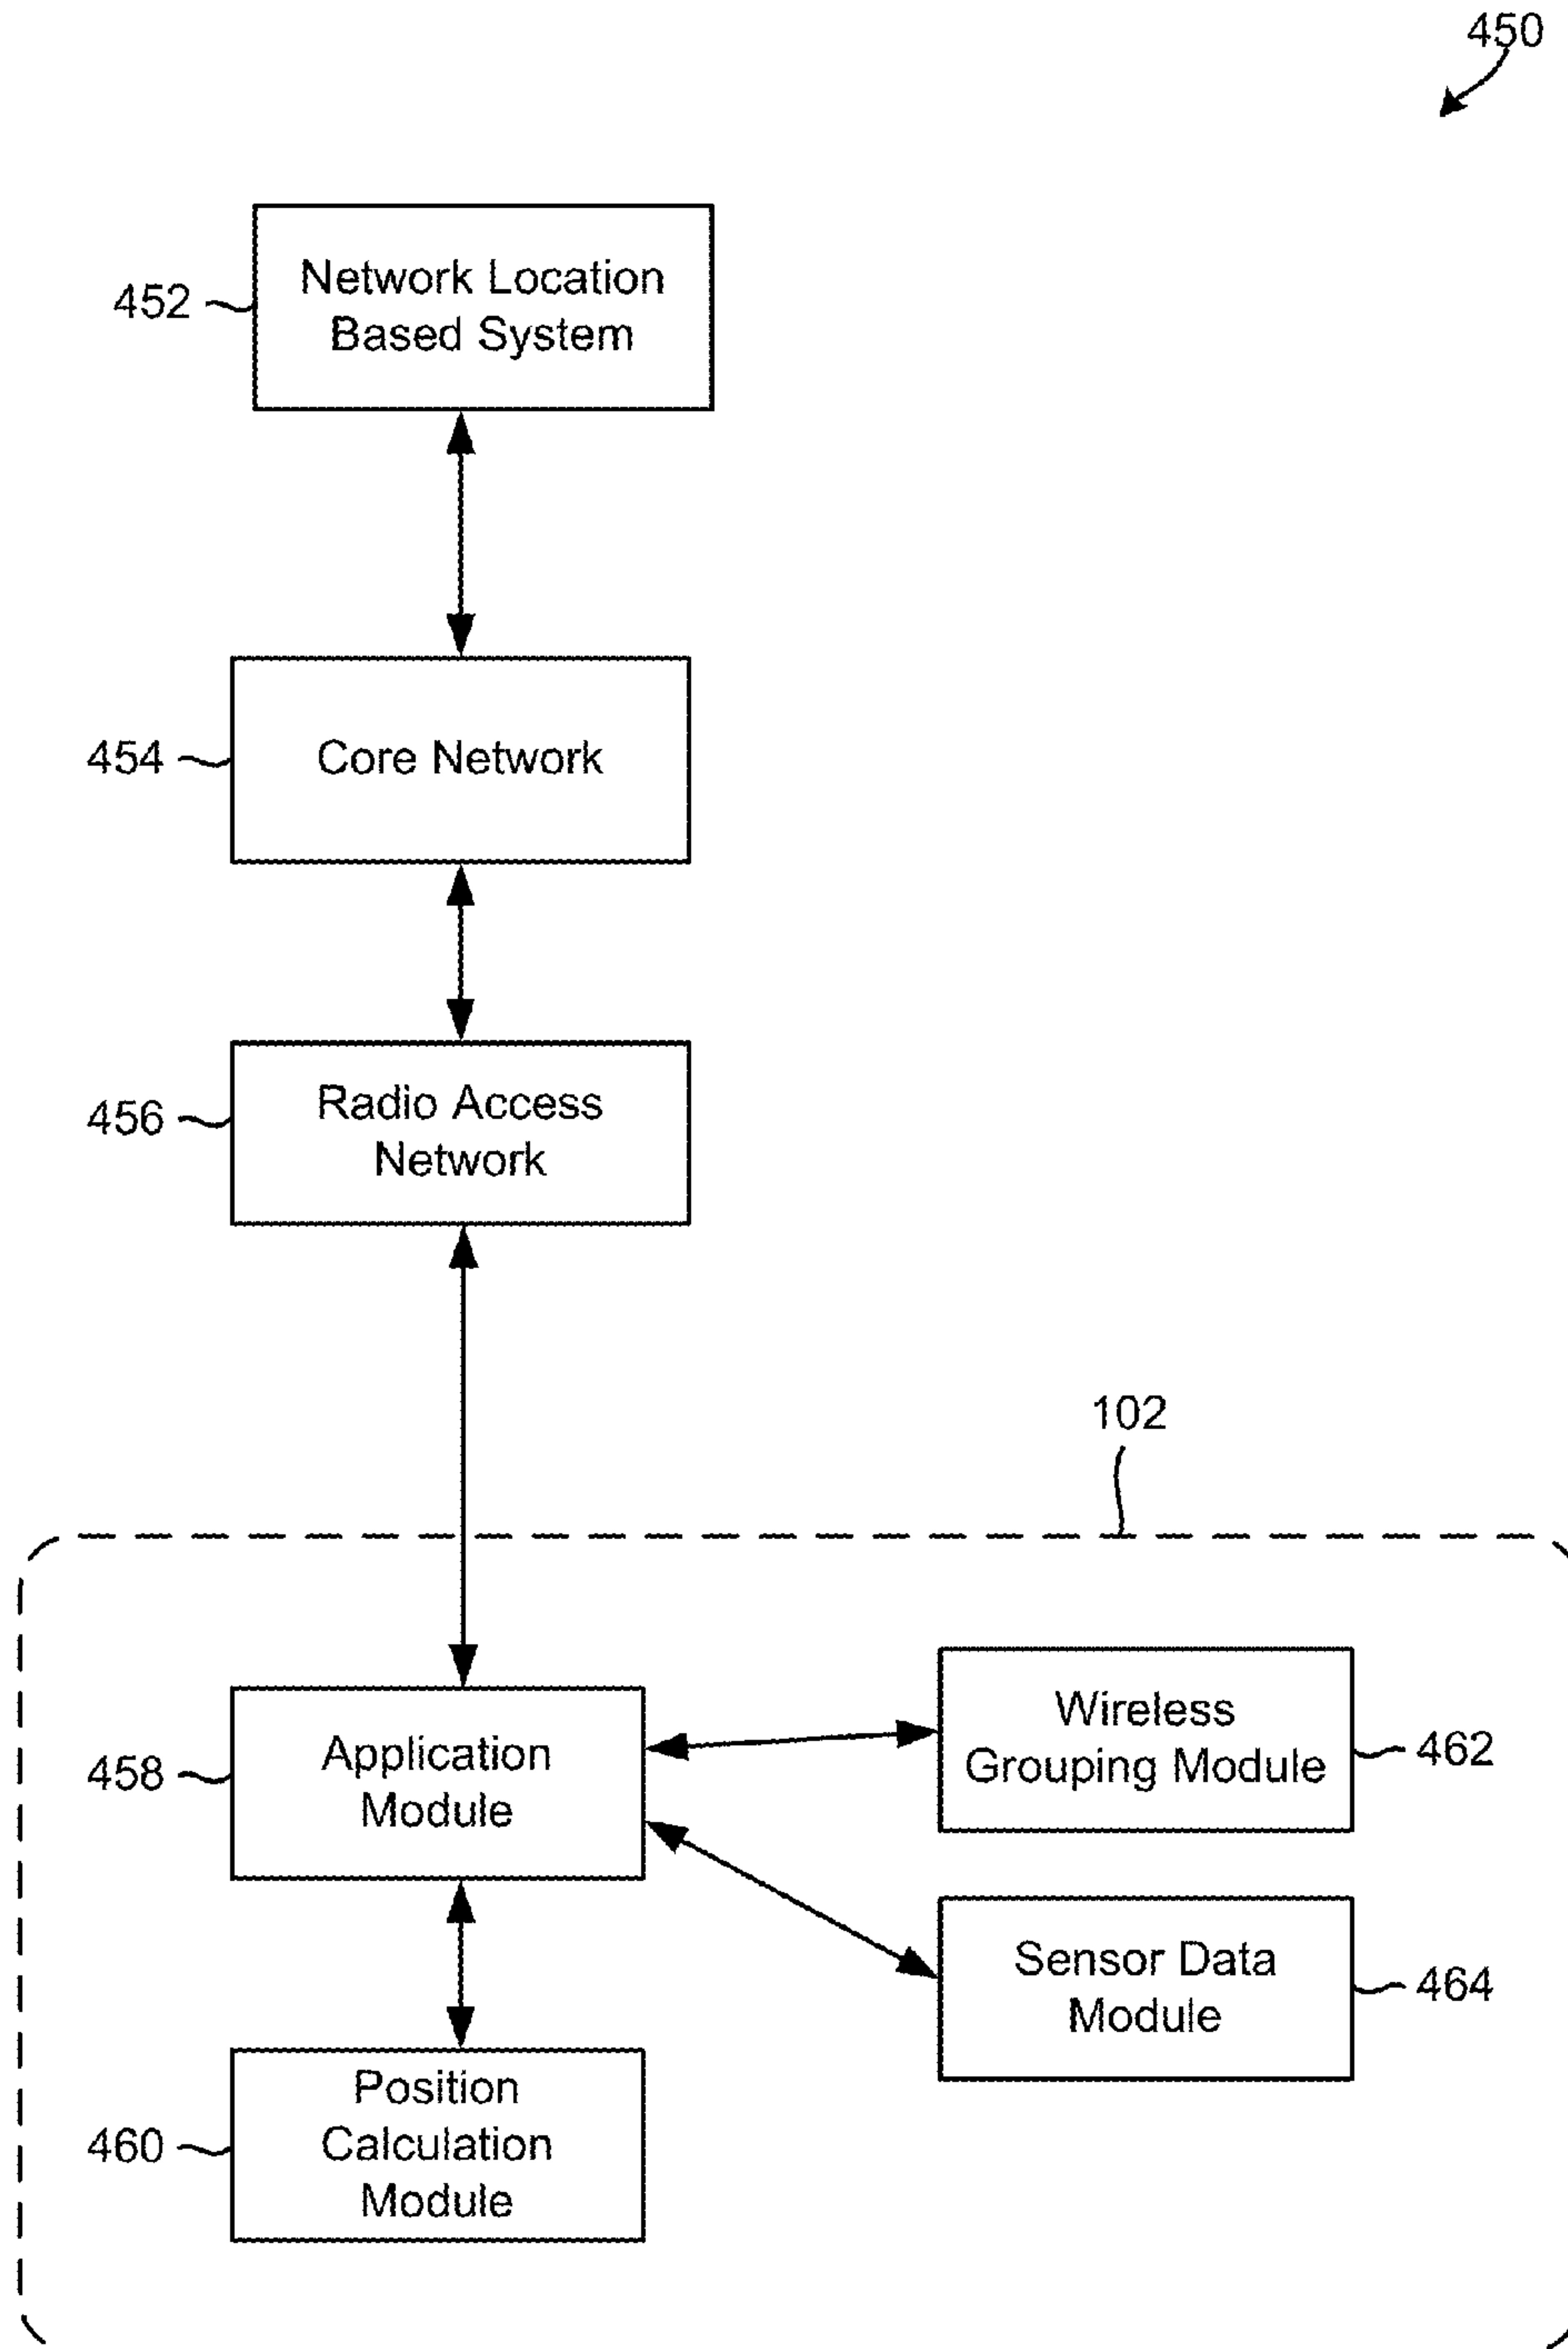 450
Network Location
Based System
452
Core Network
454
Radio Access
Network
456
102
Application
Module
458
Wireless
Grouping Module
462
Sensor Data
Module
464
Position
Calculation
Module
460